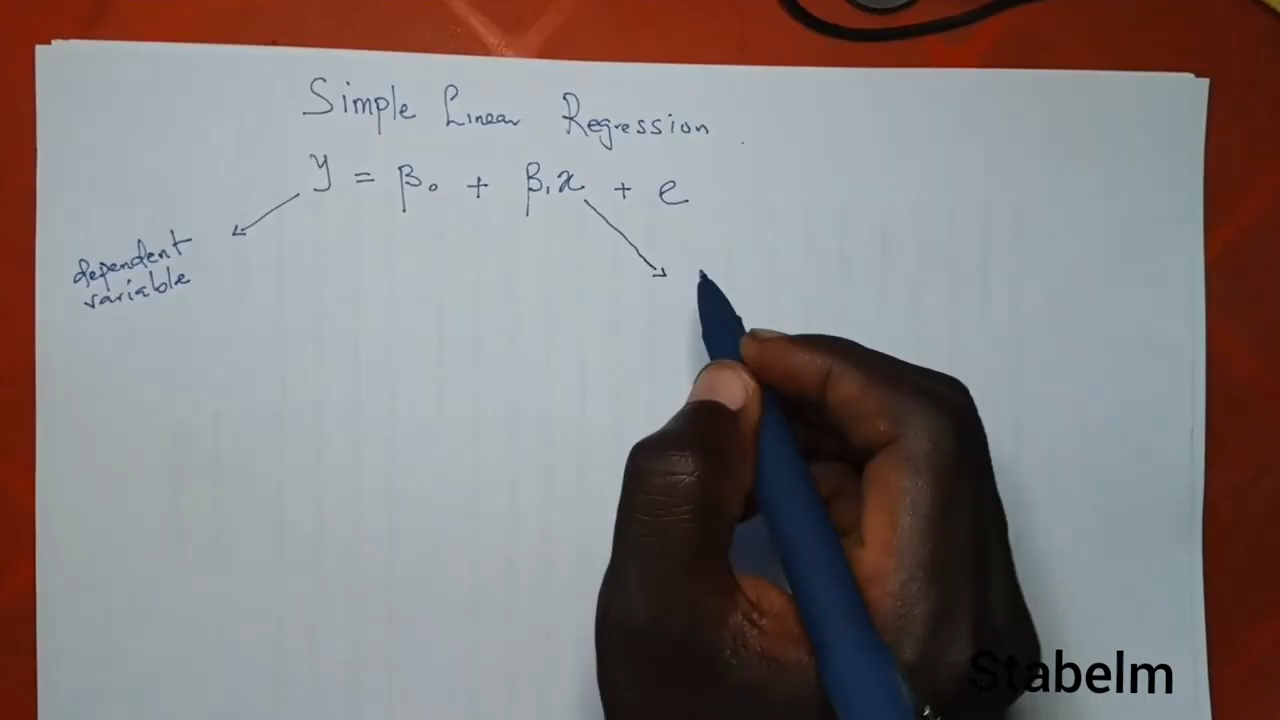 Simple Linear Regression
y = β₀ + β₁x + e
dependent
variable
Stabelm